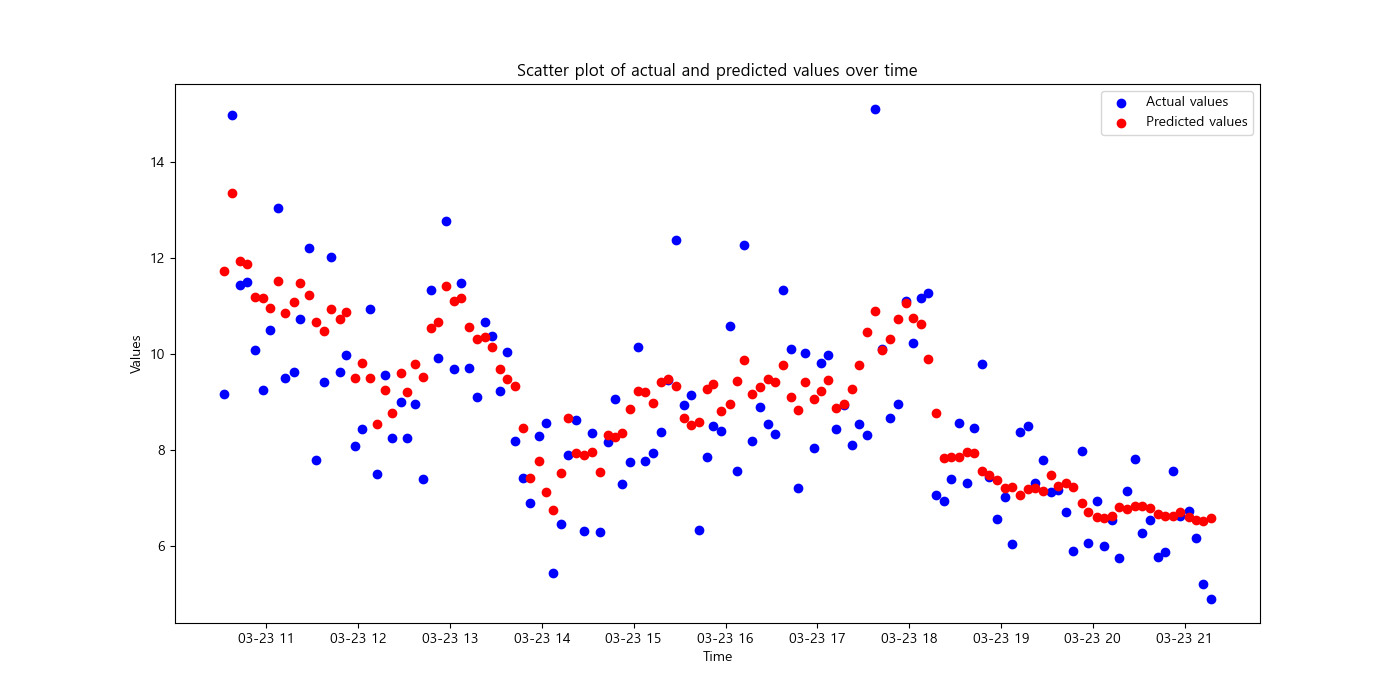 Scatter plot of actual and predicted values over time
Actual values
Predicted values
Values
14
12
10
8
6
03-23 11 03-23 12 03-23 13 03-23 14 03-23 15 03-23 16 03-23 17 03-23 18 03-23 19 03-23 20 03-23 21
Time